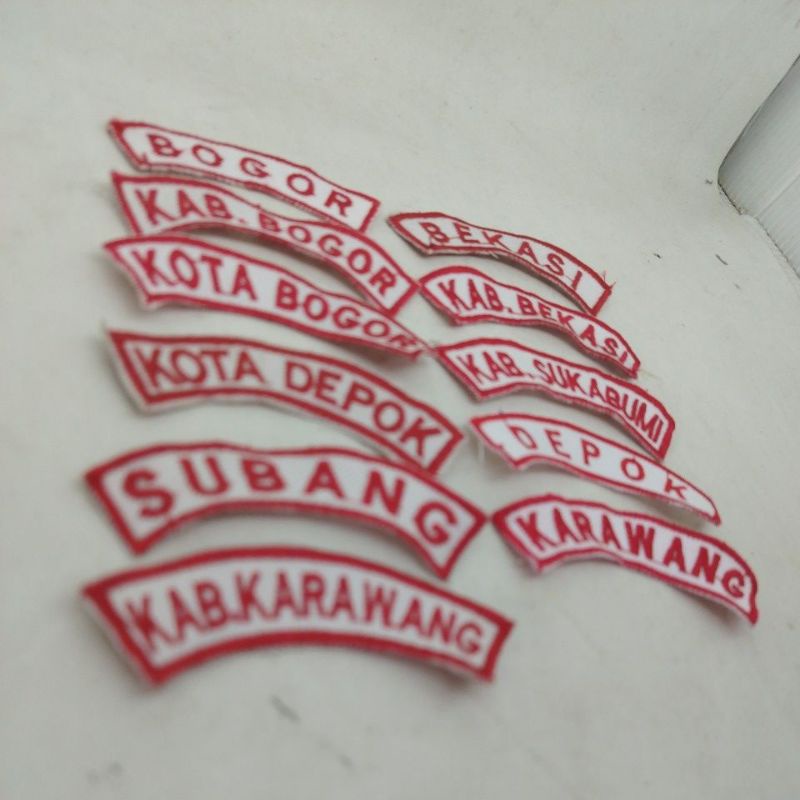 BOGOR
KAB. BOGOR
KOTA BOGOR
KOTA DEPOK
SUBANG
KAB.KARAWANG
BEKASI
KAB. BEKASI
KAB. SUKABUMI
DEPOK
KARAWANG